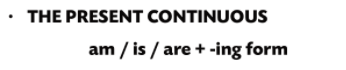 · THE PRESENT CONTINUOUS
am / is / are + -ing form